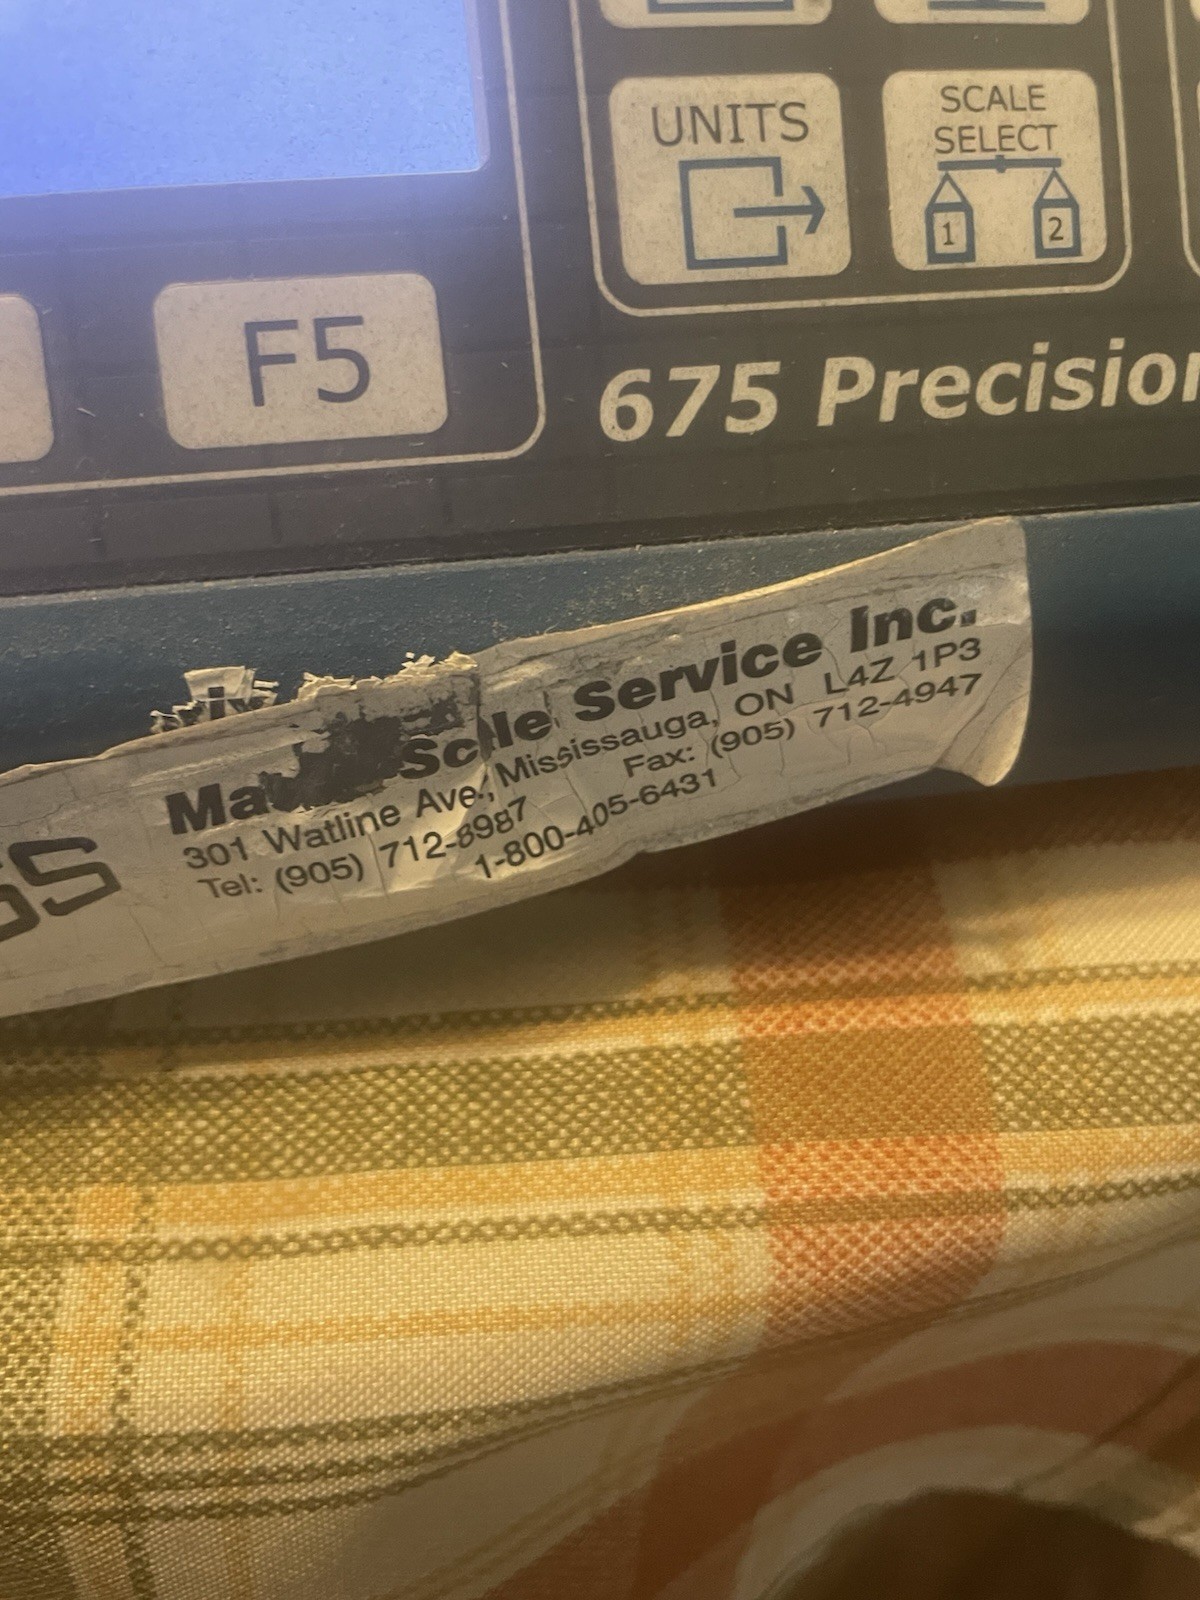 UNITS
SCALE
SELECT
1 2
F5
675 Precision
Scale Service Inc.
301 Watline Ave., Mississauga, ON L4Z 1P3
Tel: (905) 712-8987 Fax: (905) 712-4947
1-800-405-6431